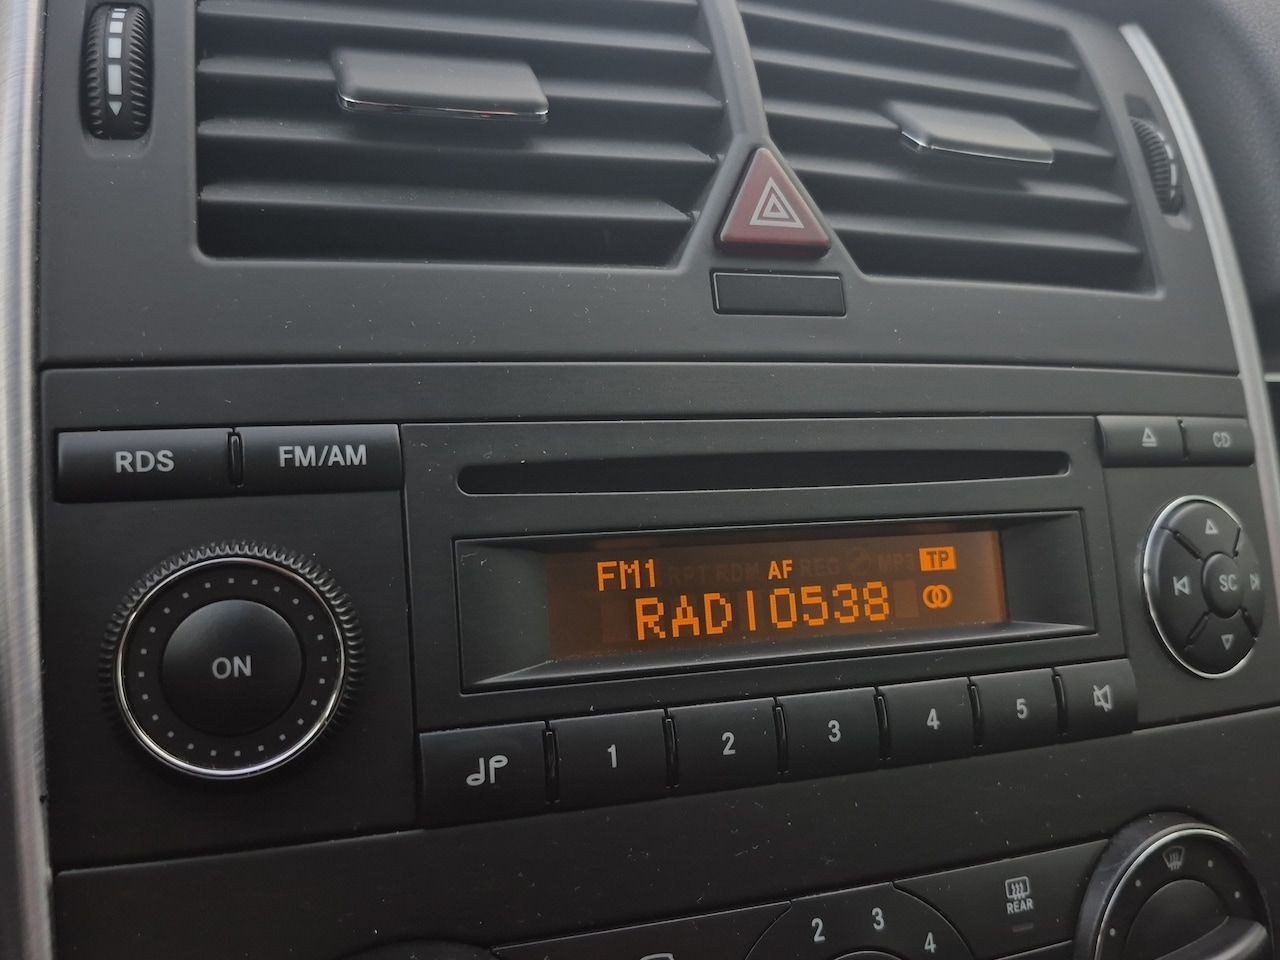 RDS FM/AM CD
FM1 RPT RDM AF REG MP3 TP
RADIO538
ON
SC
1 2 3 4 5
2 3 4
REAR